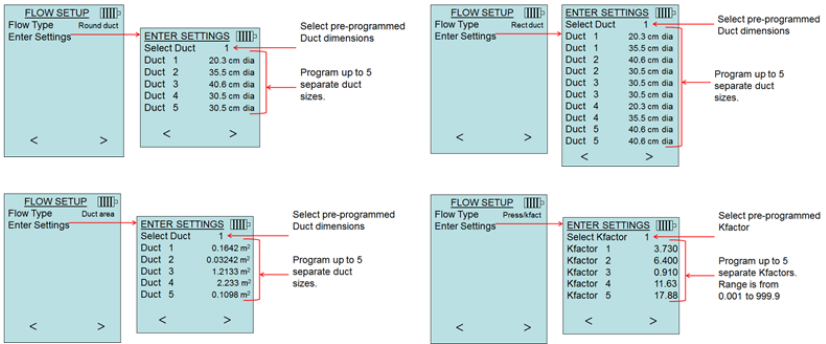 FLOW SETUP
Flow Type Round duct
Enter Settings
ENTER SETTINGS
Select Duct 1
Duct 1 20.3 cm dia
Duct 2 35.5 cm dia
Duct 3 40.6 cm dia
Duct 4 30.5 cm dia
Duct 5 30.5 cm dia
< >
< >
Select pre-programmed
Duct dimensions
Program up to 5
separate duct
sizes.
FLOW SETUP
Flow Type Rect duct
Enter Settings
ENTER SETTINGS
Select Duct 1
Duct 1 20.3 cm dia
Duct 1 35.5 cm dia
Duct 2 40.6 cm dia
Duct 2 30.5 cm dia
Duct 3 30.5 cm dia
Duct 3 30.5 cm dia
Duct 4 20.3 cm dia
Duct 4 35.5 cm dia
Duct 5 40.6 cm dia
Duct 5 40.6 cm dia
< >
< >
Select pre-programmed
Duct dimensions
Program up to 5
separate duct
sizes.
FLOW SETUP
Flow Type Duct area
Enter Settings
ENTER SETTINGS
Select Duct 1
Duct 1 0.1642 m²
Duct 2 0.03242 m²
Duct 3 1.2133 m²
Duct 4 2.233 m²
Duct 5 0.1098 m²
< >
< >
Select pre-programmed
Duct dimensions
Program up to 5
separate duct
sizes.
FLOW SETUP
Flow Type Press/kfact
Enter Settings
ENTER SETTINGS
Select Kfactor 1
Kfactor 1 3.730
Kfactor 2 6.400
Kfactor 3 0.910
Kfactor 4 11.63
Kfactor 5 17.88
< >
< >
Select pre-programmed
Kfactor
Program up to 5
separate Kfactors.
Range is from
0.001 to 999.9